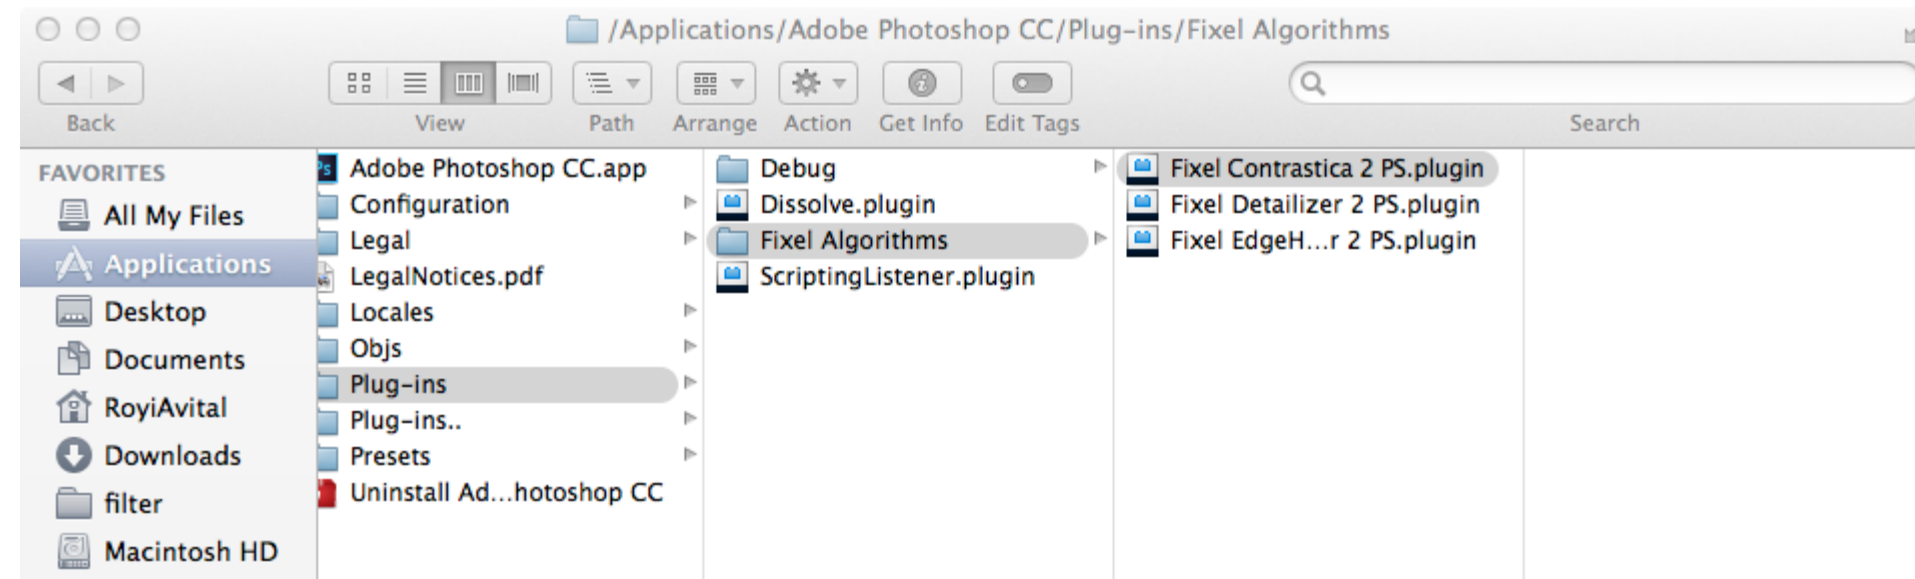 /Applications/Adobe Photoshop CC/Plug-ins/Fixel Algorithms
Back
View
Path
Arrange
Action
Get Info
Edit Tags
Search
FAVORITES
All My Files
Applications
Desktop
Documents
RoyiAvital
Downloads
filter
Macintosh HD
Ps
Adobe Photoshop CC.app
Configuration
Legal
LegalNotices.pdf
Locales
Objs
Plug-ins
Plug-ins..
Presets
Uninstall Ad...hotoshop CC
Debug
Dissolve.plugin
Fixel Algorithms
ScriptingListener.plugin
Fixel Contrastica 2 PS.plugin
Fixel Detailizer 2 PS.plugin
Fixel EdgeH...r 2 PS.plugin